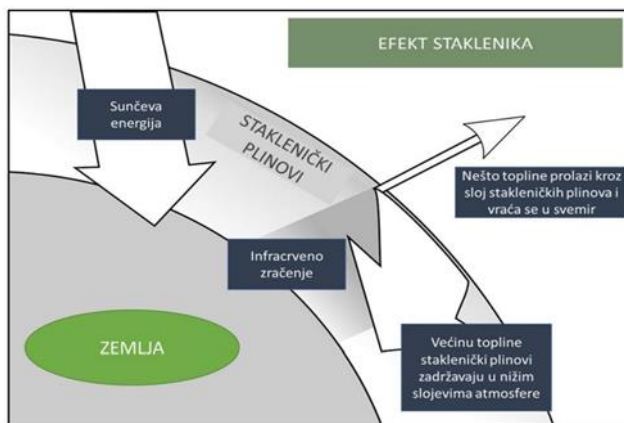 EFEKT STAKLENIKA
Sunčeva
energija
STAKLENIČKI
PLINOVI
Nešto topline prolazi kroz
sloj stakleničkih plinova i
vraća se u svemir
Infracrveno
zračenje
ZEMLJA
Većinu topline
staklenički plinovi
zadržavaju u nižim
slojevima atmosfere